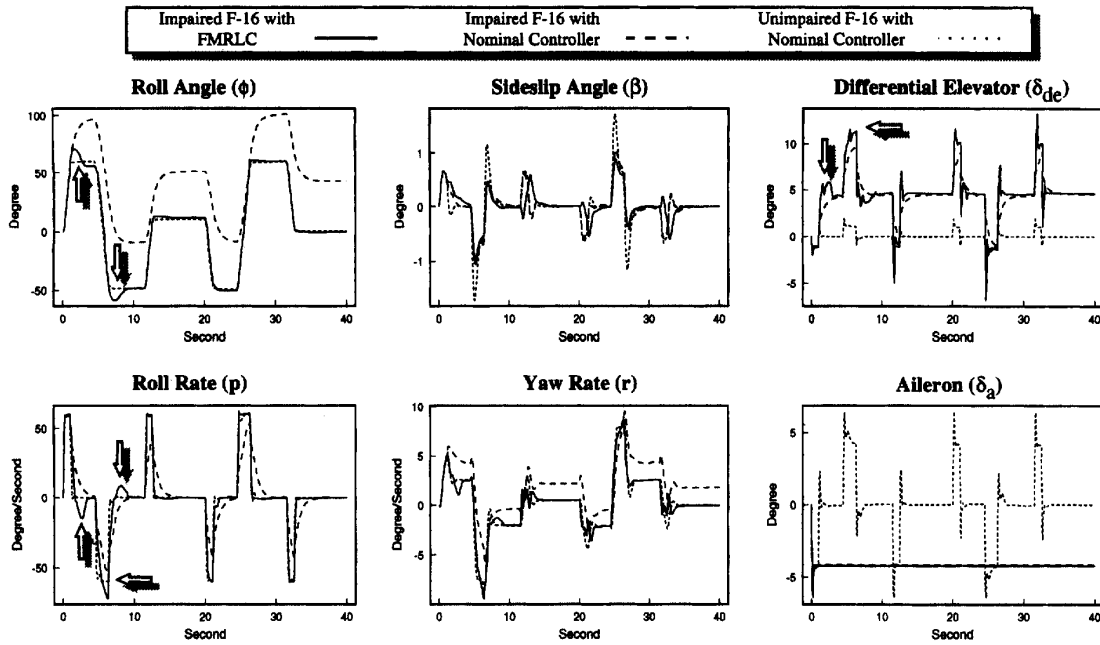 Impaired F-16 with Impaired F-16 with Unimpaired F-16 with
FMRLC Nominal Controller Nominal Controller
Roll Angle (ϕ) Sideslip Angle (β) Differential Elevator (δde)
Degree
100
50
0
-50
0 10 20 30 40
Second
Degree
1
0
-1
0 10 20 30 40
Second
Degree
10
5
0
-5
0 10 20 30 40
Second
Roll Rate (p) Yaw Rate (r) Aileron (δa)
Degree/Second
50
0
-50
0 10 20 30 40
Second
Degree/Second
10
5
0
-5
0 10 20 30 40
Second
Degree
5
0
-5
0 10 20 30 40
Second